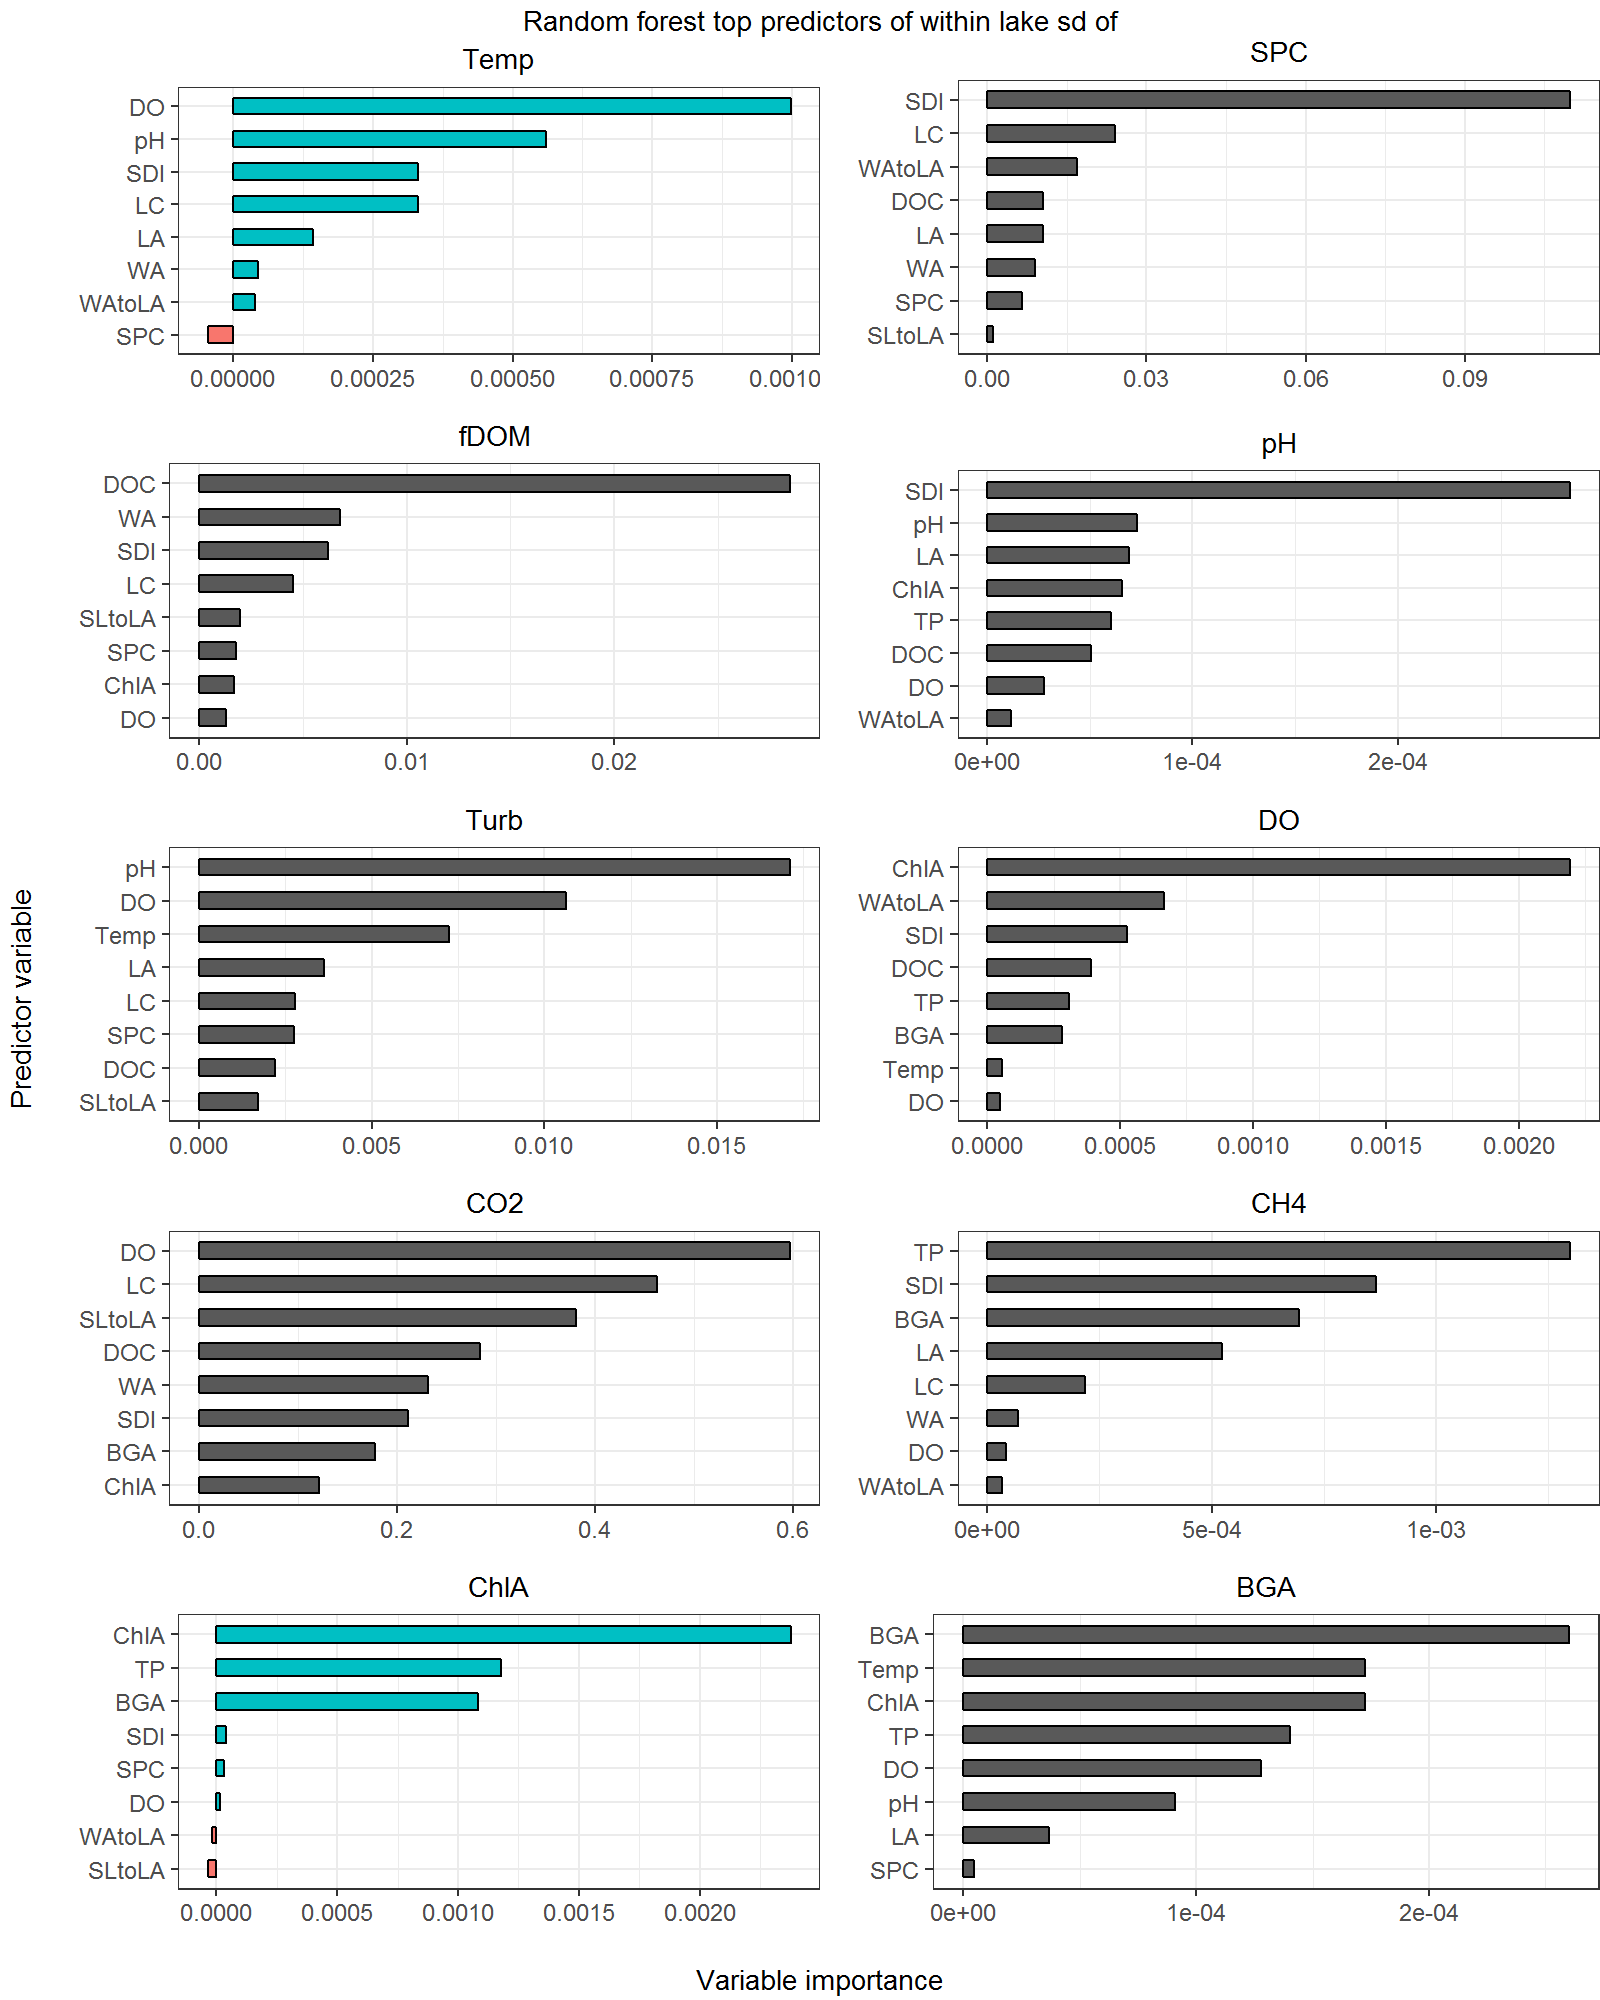 Random forest top predictors of within lake sd of
Temp
DO
pH
SDI
LC
LA
WA
WAtoLA
SPC
0.00000 0.00025 0.00050 0.00075 0.0010
SPC
SDI
LC
WAtoLA
DOC
LA
WA
SPC
SLtoLA
0.00 0.03 0.06 0.09
fDOM
DOC
WA
SDI
LC
SLtoLA
SPC
ChlA
DO
0.00 0.01 0.02
pH
SDI
pH
LA
ChlA
TP
DOC
DO
WAtoLA
0e+00 1e-04 2e-04
Predictor variable
Turb
pH
DO
Temp
LA
LC
SPC
DOC
SLtoLA
0.000 0.005 0.010 0.015
DO
ChlA
WAtoLA
SDI
DOC
TP
BGA
Temp
DO
0.0000 0.0005 0.0010 0.0015 0.0020
CO2
DO
LC
SLtoLA
DOC
WA
SDI
BGA
ChlA
0.0 0.2 0.4 0.6
CH4
TP
SDI
BGA
LA
LC
WA
DO
WAtoLA
0e+00 5e-04 1e-03
ChlA
ChlA
TP
BGA
SDI
SPC
DO
WAtoLA
SLtoLA
0.0000 0.0005 0.0010 0.0015 0.0020
BGA
BGA
Temp
ChlA
TP
DO
pH
LA
SPC
0e+00 1e-04 2e-04
Variable importance